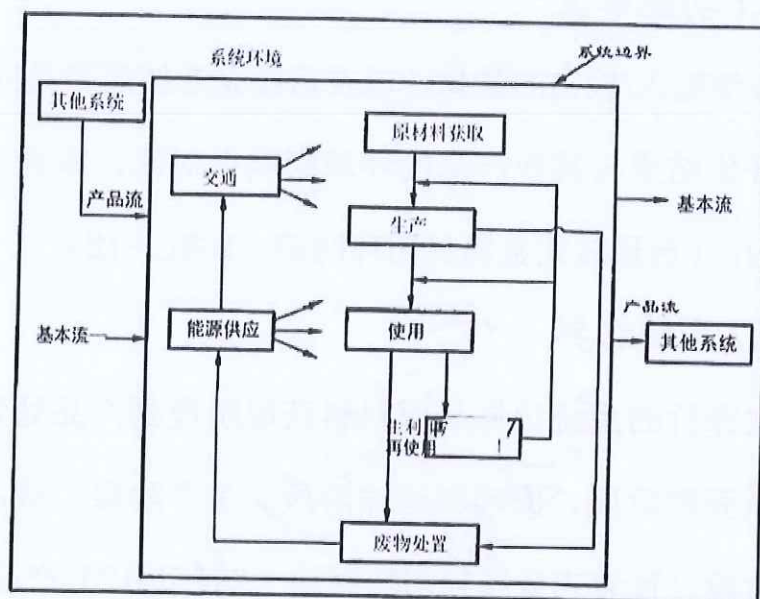 系统环境
系统边界
其他系统
原材料获取
交通
产品流
基本流
生产
产品流
能源供应
使用
基本流
其他系统
再使用
废物处置